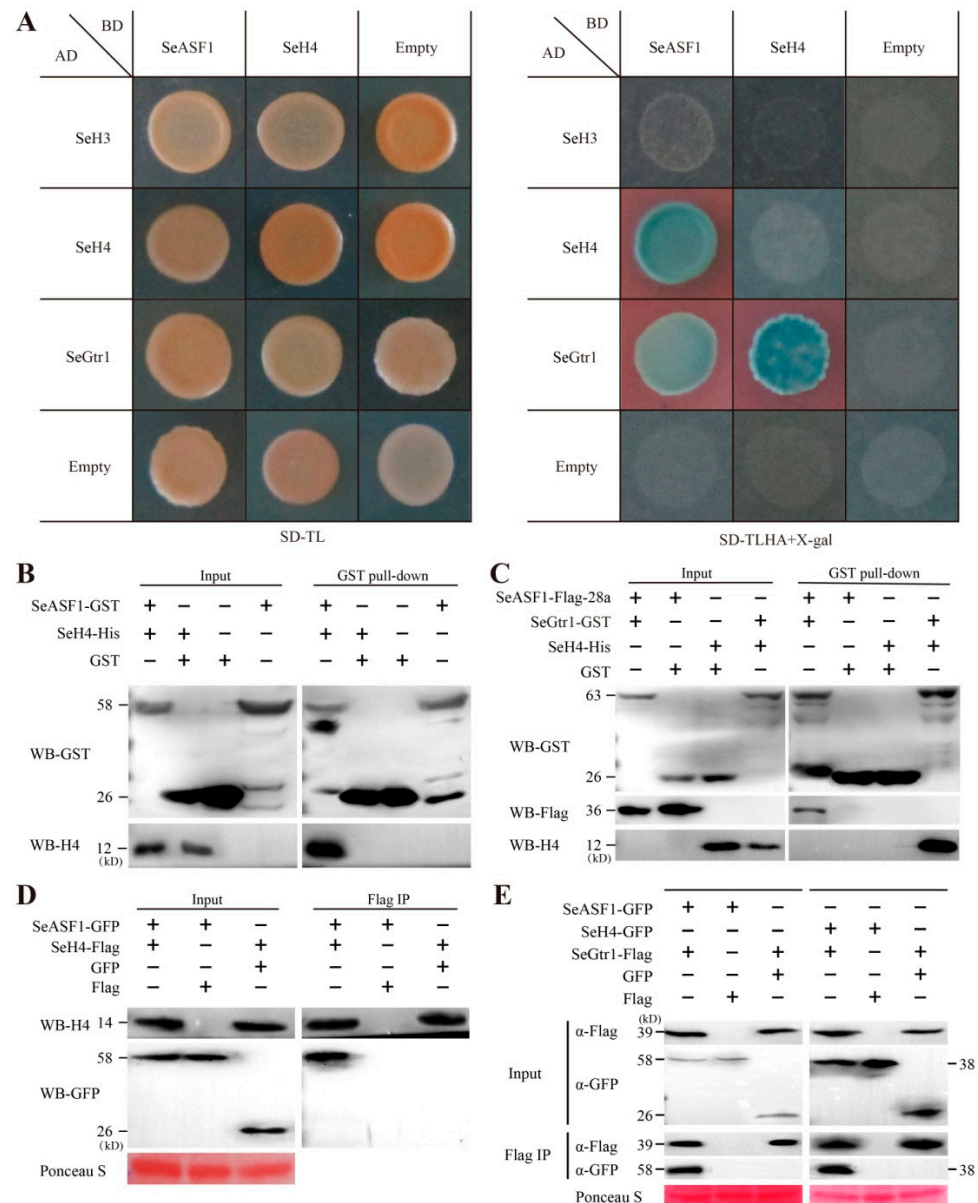 A
BD
AD
SeASF1 SeH4 Empty
SeH3
SeH4
SeGtr1
Empty
SD-TL
BD
AD
SeASF1 SeH4 Empty
SeH3
SeH4
SeGtr1
Empty
SD-TLHA+X-gal
B
Input GST pull-down
SeASF1-GST + − − + + − − +
SeH4-His + + − − + + − −
GST − + + − − + + −
58
WB-GST
26
WB-H4 12
(kD)
C
Input GST pull-down
SeASF1-Flag-28a + + − − + + − −
SeGtr1-GST + − − + + − − +
SeH4-His − − + + − − + +
GST − + + − − + + −
63
WB-GST
26
WB-Flag 36
WB-H4 12
(kD)
D
Input Flag IP
SeASF1-GFP + + − + + −
SeH4-Flag + − + + − +
GFP − − + − − +
Flag − + − − + −
WB-H4 14
58
WB-GFP
26
(kD)
Ponceau S
E
SeASF1-GFP + + − − − −
SeH4-GFP − − − + + −
SeGtr1-Flag + − + + − +
GFP − − + − − +
Flag − + − − + −
(kD)
Input
α-Flag 39
58 38
α-GFP
26
Flag IP
α-Flag 39
α-GFP 58 38
Ponceau S